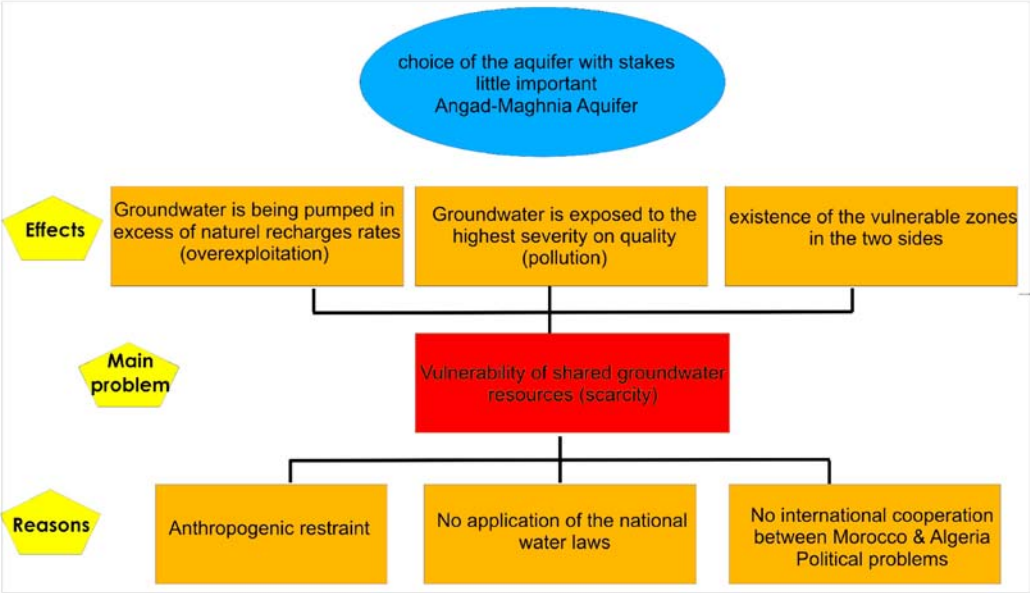 choice of the aquifer with stakes
little important
Angad-Maghnia Aquifer
Effects
Groundwater is being pumped in
excess of naturel recharges rates
(overexploitation)
Groundwater is exposed to the
highest severity on quality
(pollution)
existence of the vulnerable zones
in the two sides
Main
problem
Vulnerability of shared groundwater
resources (scarcity)
Reasons
Anthropogenic restraint
No application of the national
water laws
No international cooperation
between Morocco & Algeria
Political problems